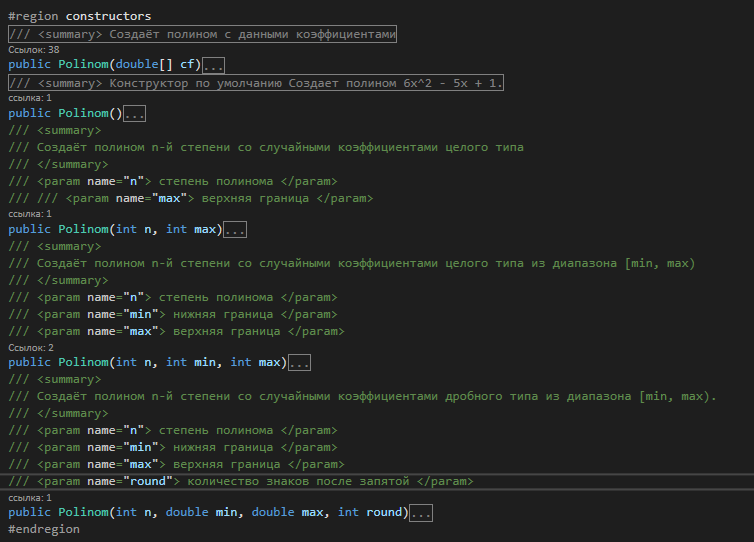 #region constructors
/// <summary> Создаёт полином с данными коэффициентами
Ссылок: 38
public Polinom(double[] cf)...
/// <summary> Конструктор по умолчанию Создает полином 6x^2 - 5x + 1.
ссылка: 1
public Polinom()...
/// <summary>
/// Создаёт полином n-й степени со случайными коэффициентами целого типа
/// </summary>
/// <param name="n"> степень полинома </param>
/// /// <param name="max"> верхняя граница </param>
ссылка: 1
public Polinom(int n, int max)...
/// <summary>
/// Создаёт полином n-й степени со случайными коэффициентами целого типа из диапазона [min, max)
/// </summary>
/// <param name="n"> степень полинома </param>
/// <param name="min"> нижняя граница </param>
/// <param name="max"> верхняя граница </param>
Ссылок: 2
public Polinom(int n, int min, int max)...
/// <summary>
/// Создаёт полином n-й степени со случайными коэффициентами дробного типа из диапазона [min, max).
/// </summary>
/// <param name="n"> степень полинома </param>
/// <param name="min"> нижняя граница </param>
/// <param name="max"> верхняя граница </param>
/// <param name="round"> количество знаков после запятой </param>
ссылка: 1
public Polinom(int n, double min, double max, int round)...
#endregion